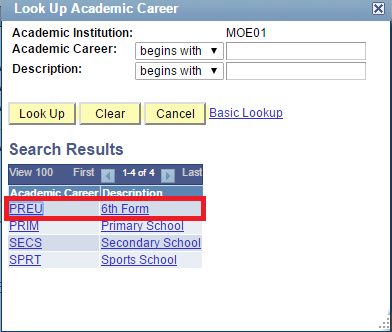 Look Up Academic Career
Academic Institution: MOE01
Academic Career: begins with
Description: begins with
Look Up Clear Cancel Basic Lookup
Search Results
View 100 First 1-4 of 4 Last
Academic Career Description
PREU 6th Form
PRIM Primary School
SECS Secondary School
SPRT Sports School